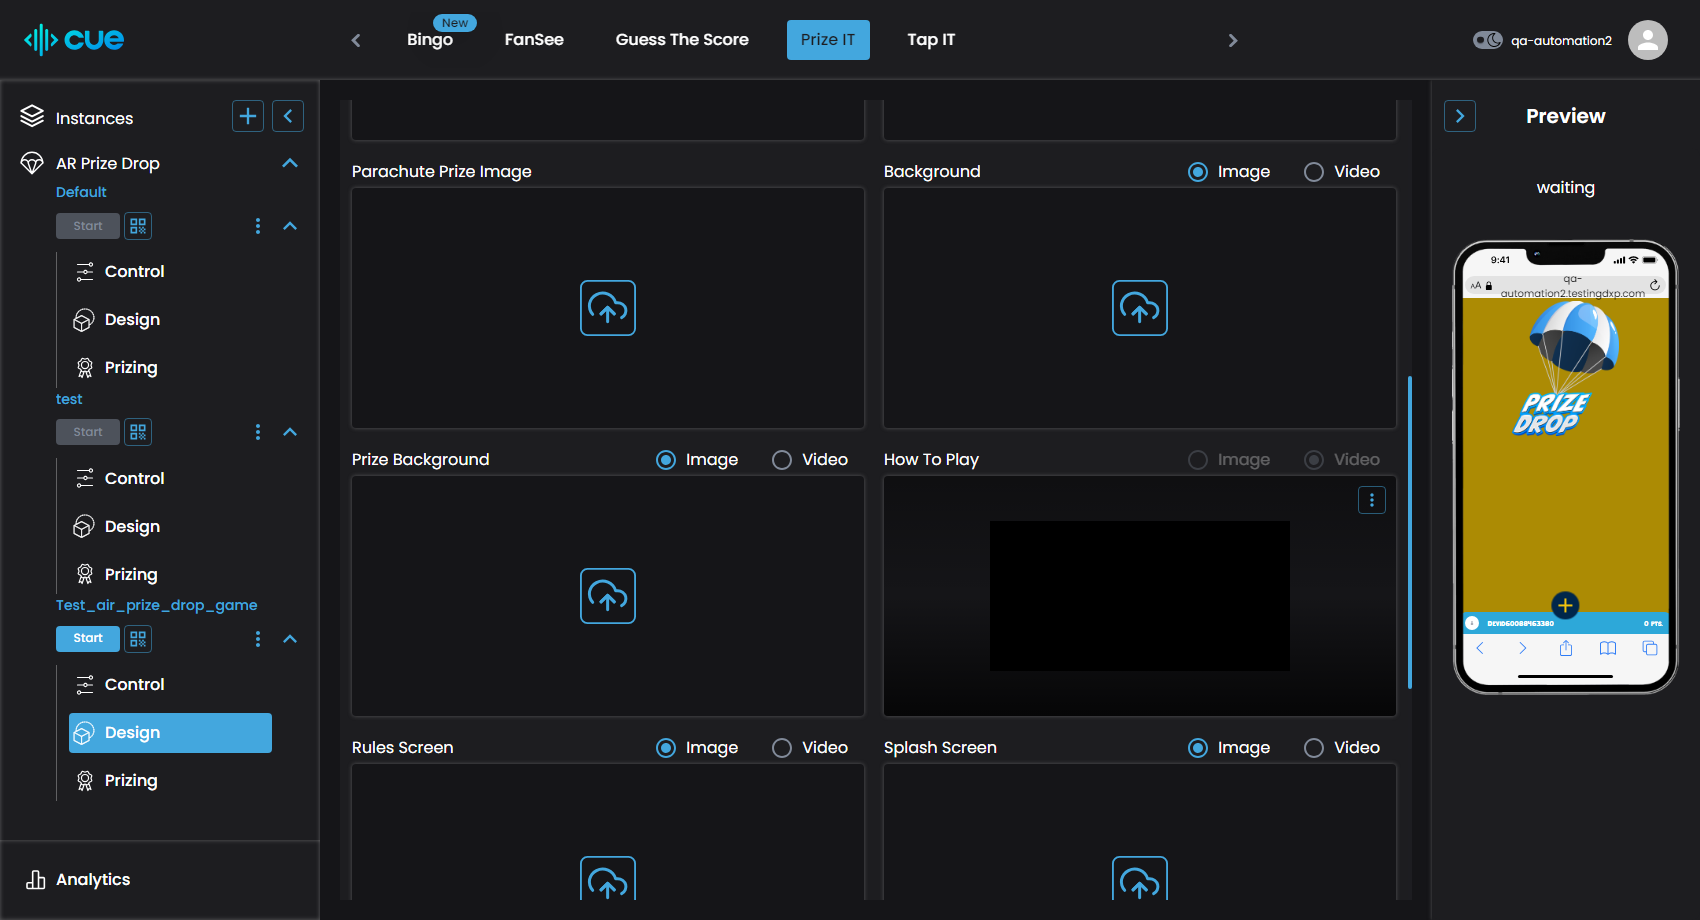 cue
New
Bingo
FanSee
Guess The Score
Prize IT
Tap IT
qa-automation2
Instances
AR Prize Drop
Default
Start
Control
Design
Prizing
test
Start
Control
Design
Prizing
Test_air_prize_drop_game
Start
Control
Design
Prizing
Analytics
Parachute Prize Image
Background
Image
Video
Prize Background
Image
Video
How To Play
Image
Video
Rules Screen
Image
Video
Splash Screen
Image
Video
Preview
waiting
9:41
AA
qa-
automation2.testingdxp.com
PRIZE
DROP
0 PTS.